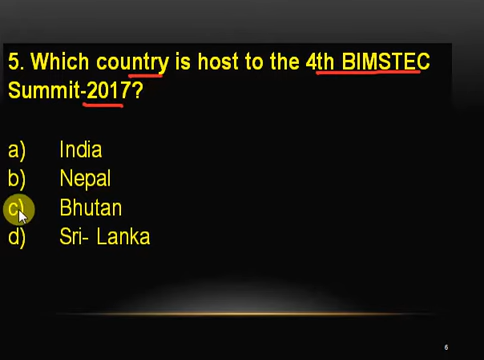 5. Which country is host to the 4th BIMSTEC
Summit-2017?
a) India
b) Nepal
c) Bhutan
d) Sri- Lanka
6